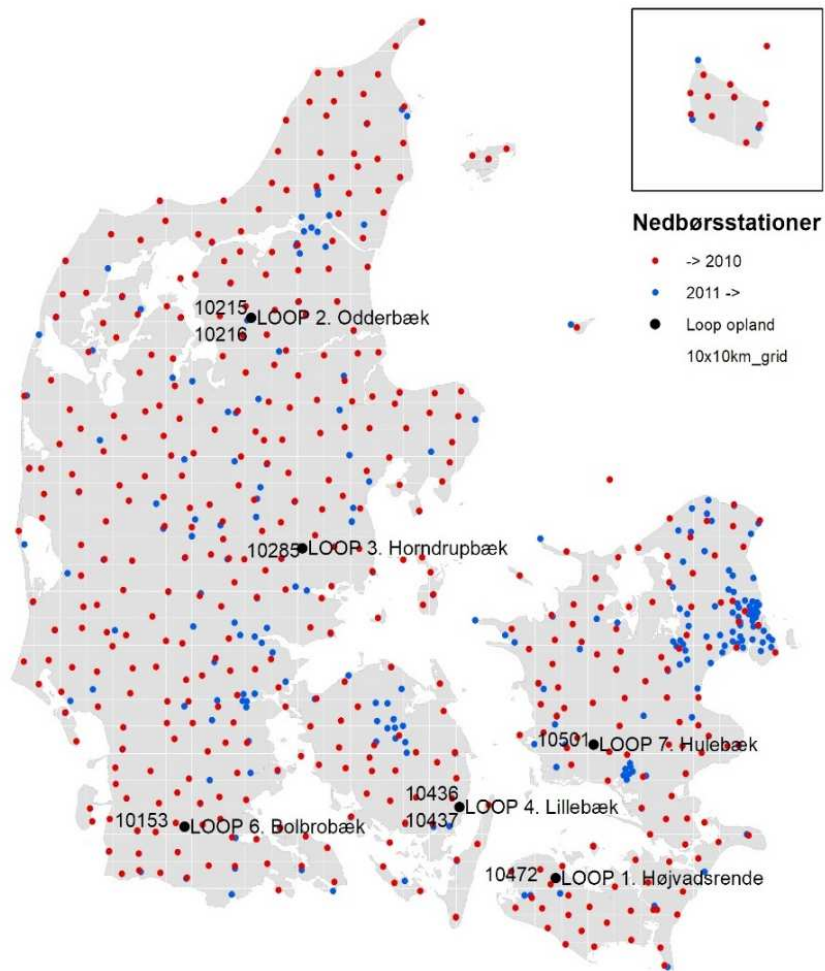 Nedbørsstationer
-> 2010
2011 ->
Loop opland
10x10km_grid
10215
LOOP 2. Odderbæk
10216
10285 LOOP 3. Horndrupbæk
10501 LOOP 7. Hulebæk
10436
LOOP 4. Lillebæk
10437
10153 LOOP 6. Bolbrobæk
10472 LOOP 1. Højvadsrende